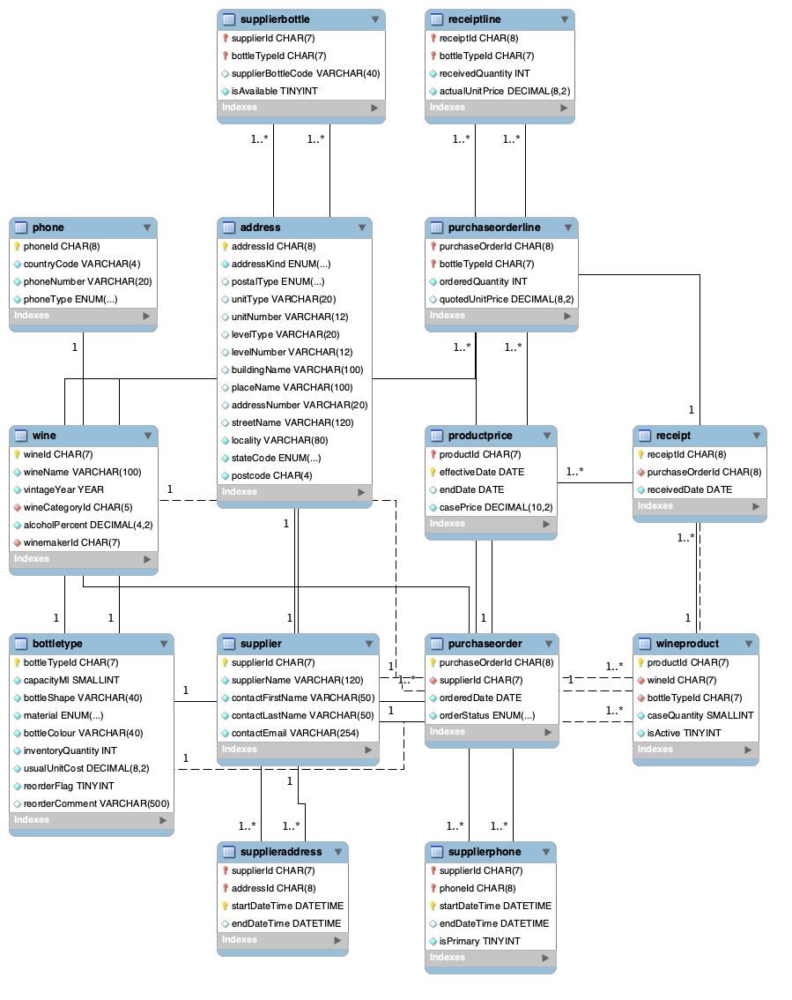 supplierbottle
supplierId CHAR(7)
bottleTypeId CHAR(7)
supplierBottleCode VARCHAR(40)
isAvailable TINYINT
Indexes
receiptline
receiptId CHAR(8)
bottleTypeId CHAR(7)
receivedQuantity INT
actualUnitPrice DECIMAL(8,2)
Indexes
1..*
1..*
1..*
1..*
phone
phoneId CHAR(8)
countryCode VARCHAR(4)
phoneNumber VARCHAR(20)
phoneType ENUM(...)
Indexes
address
addressId CHAR(8)
addressKind ENUM(...)
postalType ENUM(...)
unitType VARCHAR(20)
unitNumber VARCHAR(12)
levelType VARCHAR(20)
levelNumber VARCHAR(12)
buildingName VARCHAR(100)
placeName VARCHAR(100)
addressNumber VARCHAR(20)
streetName VARCHAR(120)
locality VARCHAR(80)
stateCode ENUM(...)
postcode CHAR(4)
Indexes
purchaseorderline
purchaseOrderId CHAR(8)
bottleTypeId CHAR(7)
orderedQuantity INT
quotedUnitPrice DECIMAL(8,2)
Indexes
1
1..*
1..*
1
wine
wineId CHAR(7)
wineName VARCHAR(100)
vintageYear YEAR
wineCategoryId CHAR(5)
alcoholPercent DECIMAL(4,2)
winemakerId CHAR(7)
Indexes
1
1
productprice
productId CHAR(7)
effectiveDate DATE
endDate DATE
casePrice DECIMAL(10,2)
Indexes
1..*
receipt
receiptId CHAR(8)
purchaseOrderId CHAR(8)
receivedDate DATE
Indexes
1..*
1
1
1
1
1
bottletype
bottleTypeId CHAR(7)
capacityMl SMALLINT
bottleShape VARCHAR(40)
material ENUM(...)
bottleColour VARCHAR(40)
inventoryQuantity INT
usualUnitCost DECIMAL(8,2)
reorderFlag TINYINT
reorderComment VARCHAR(500)
Indexes
1
1
supplier
supplierId CHAR(7)
supplierName VARCHAR(120)
contactFirstName VARCHAR(50)
contactLastName VARCHAR(50)
contactEmail VARCHAR(254)
Indexes
1
1..*
1
purchaseorder
purchaseOrderId CHAR(8)
supplierId CHAR(7)
orderedDate DATE
orderStatus ENUM(...)
Indexes
1..*
1
1..*
wineproduct
productId CHAR(7)
wineId CHAR(7)
bottleTypeId CHAR(7)
caseQuantity SMALLINT
isActive TINYINT
Indexes
1
1..*
1..*
1..*
1..*
supplieraddress
supplierId CHAR(7)
addressId CHAR(8)
startDateTime DATETIME
endDateTime DATETIME
Indexes
supplierphone
supplierId CHAR(7)
phoneId CHAR(8)
startDateTime DATETIME
endDateTime DATETIME
isPrimary TINYINT
Indexes